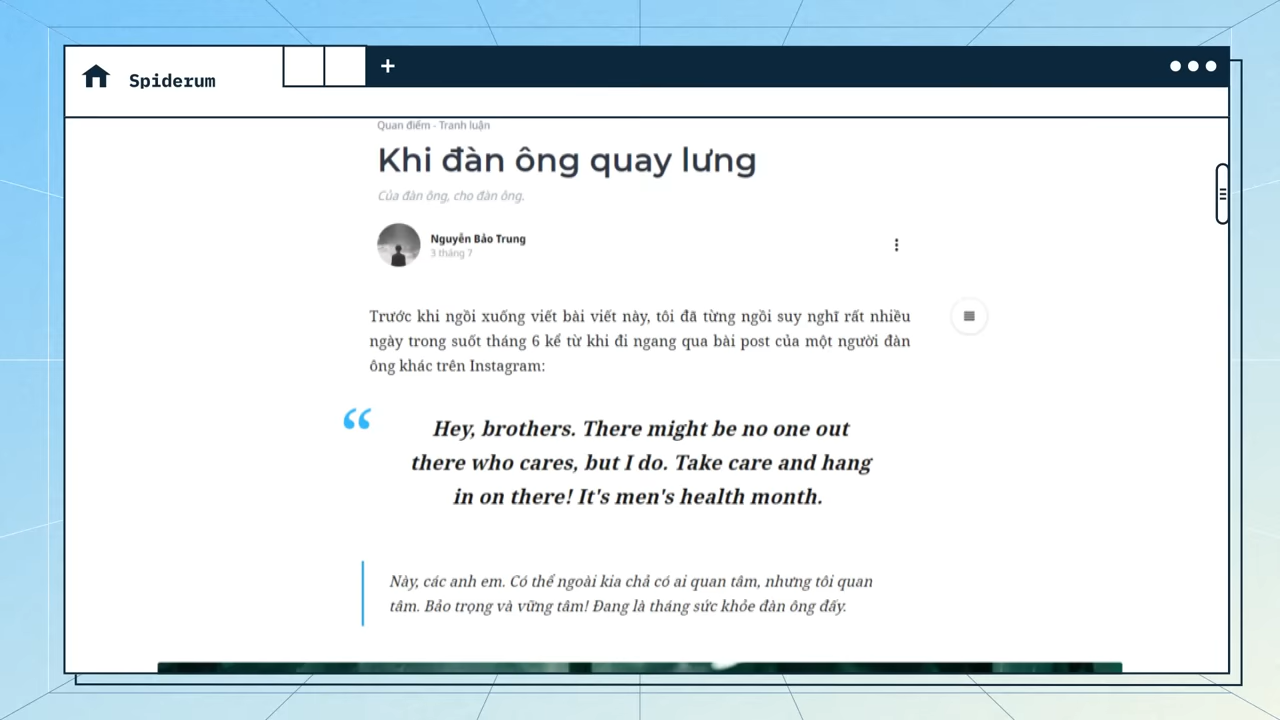 Spiderum
Quan điểm - Tranh luận
Khi đàn ông quay lưng
Của đàn ông, cho đàn ông.
Nguyễn Bảo Trung
3 tháng 7
Trước khi ngồi xuống viết bài viết này, tôi đã từng ngồi suy nghĩ rất nhiều
ngày trong suốt tháng 6 kể từ khi đi ngang qua bài post của một người đàn
ông khác trên Instagram:
“
Hey, brothers. There might be no one out
there who cares, but I do. Take care and hang
in on there! It's men's health month.
Này, các anh em. Có thể ngoài kia chả có ai quan tâm, nhưng tôi quan
tâm. Bảo trọng và vững tâm! Đang là tháng sức khỏe đàn ông đấy.